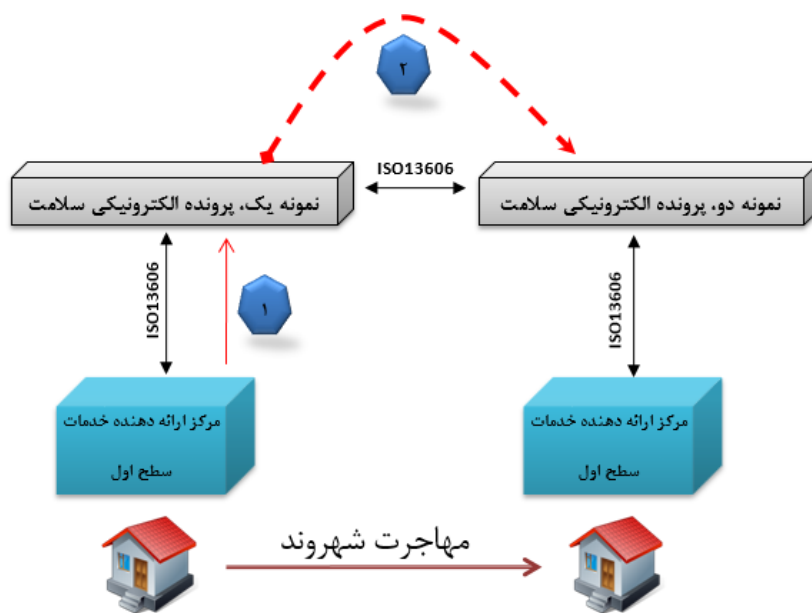 ۲
ISO13606
نمونه یک، پرونده الکترونیکی سلامت
نمونه دو، پرونده الکترونیکی سلامت
ISO13606
۱
ISO13606
مرکز ارائه دهنده خدمات
سطح اول
مرکز ارائه دهنده خدمات
سطح اول
مهاجرت شهروند